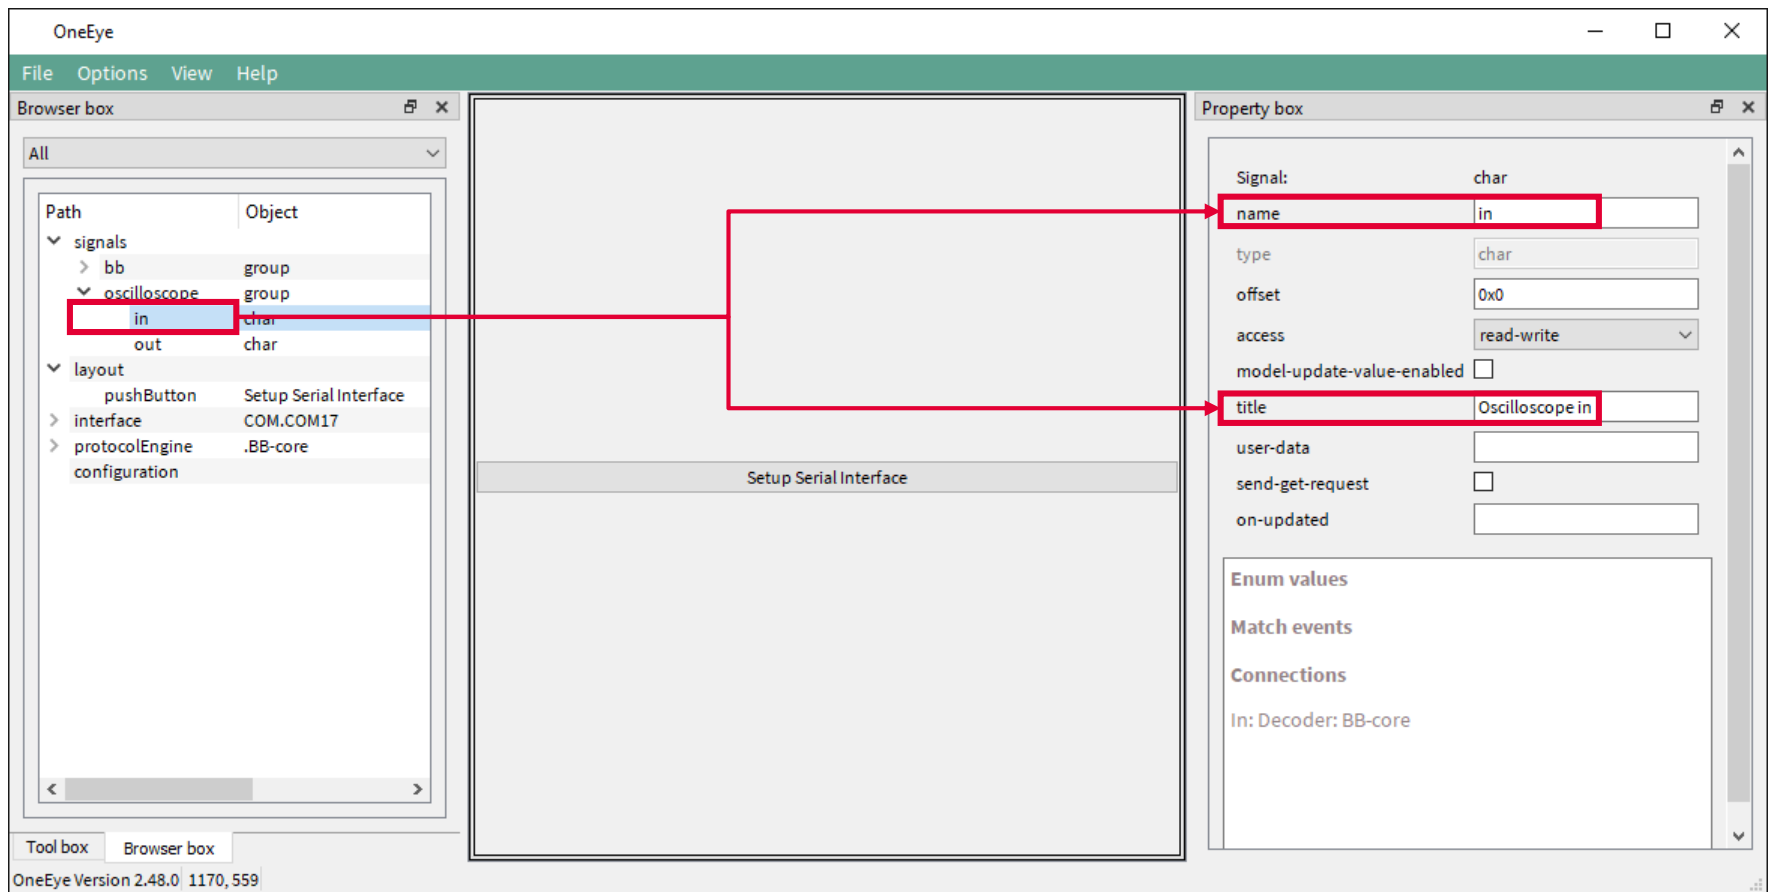 OneEye
File Options View Help
Browser box
All
Path Object
signals
bb group
oscilloscope group
in char
out char
layout
pushButton Setup Serial Interface
interface COM.COM17
protocolEngine .BB-core
configuration
Tool box Browser box
OneEye Version 2.48.0 1170, 559
Setup Serial Interface
Property box
Signal: char
name in
type char
offset 0x0
access read-write
model-update-value-enabled
title Oscilloscope in
user-data
send-get-request
on-updated
Enum values
Match events
Connections
In: Decoder: BB-core